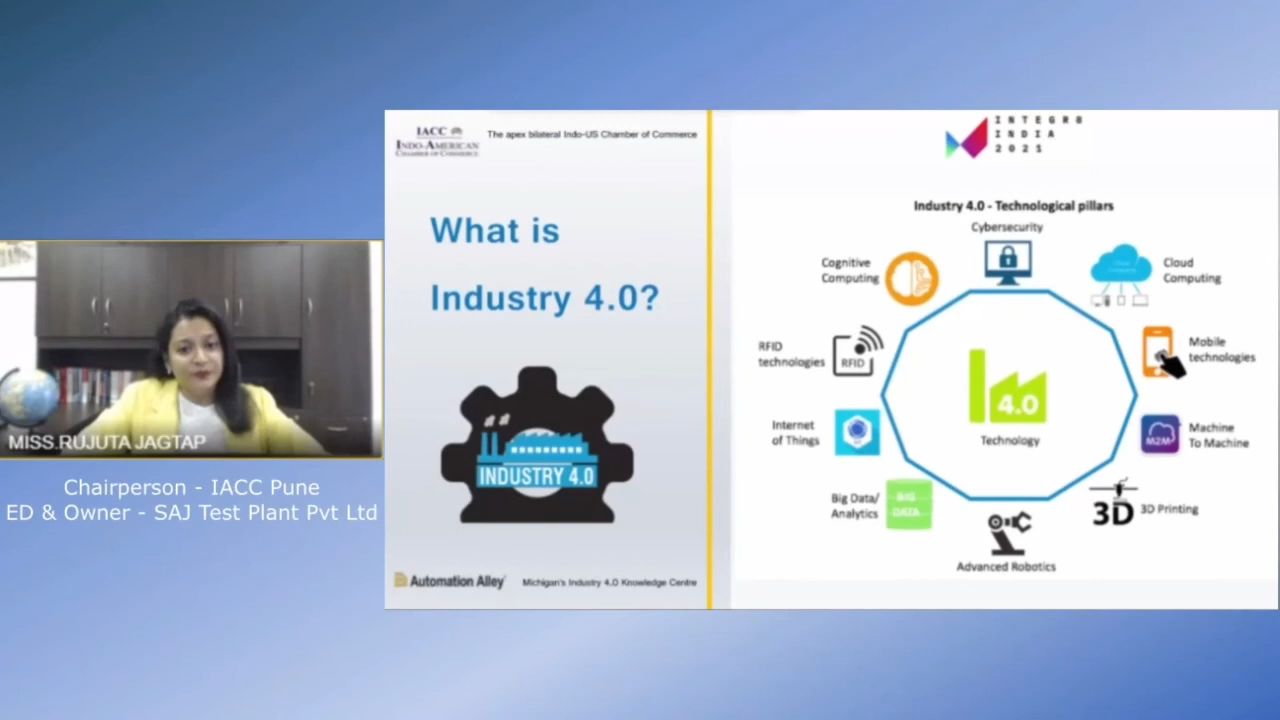 MISS.RUJUTA JAGTAP
Chairperson - IACC Pune
ED & Owner - SAJ Test Plant Pvt Ltd
IACC
INDO-AMERICAN
CHAMBER OF COMMERCE
The apex bilateral Indo-US Chamber of Commerce
What is
Industry 4.0?
INDUSTRY 4.0
Automation Alley
Michigan's Industry 4.0 Knowledge Centre
INTEGR8
INDIA
2021
Industry 4.0 - Technological pillars
Cybersecurity
Cognitive
Computing
Cloud
Computing
RFID
technologies
RFID
Mobile
technologies
4.0
Technology
Internet
of Things
M2M
Machine
To Machine
Big Data/
Analytics
BIG
DATA
3D
3D Printing
Advanced Robotics